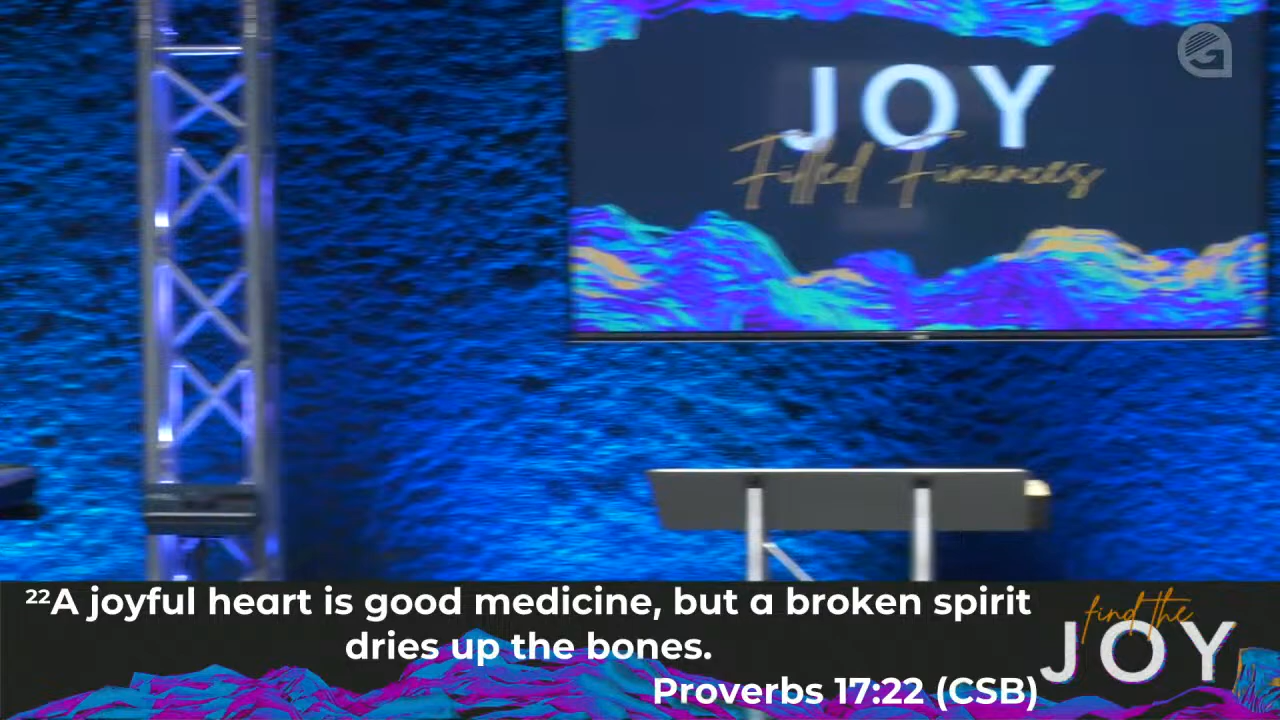 JOY
Filled Finances
²²A joyful heart is good medicine, but a broken spirit
dries up the bones.
Proverbs 17:22 (CSB)
find the
JOY